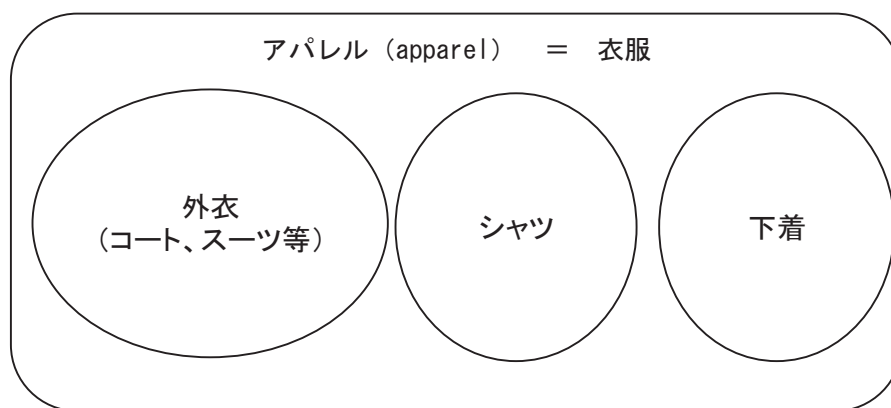 アパレル（apparel） ＝ 衣服
外衣
（コート、スーツ等）
シャツ
下着